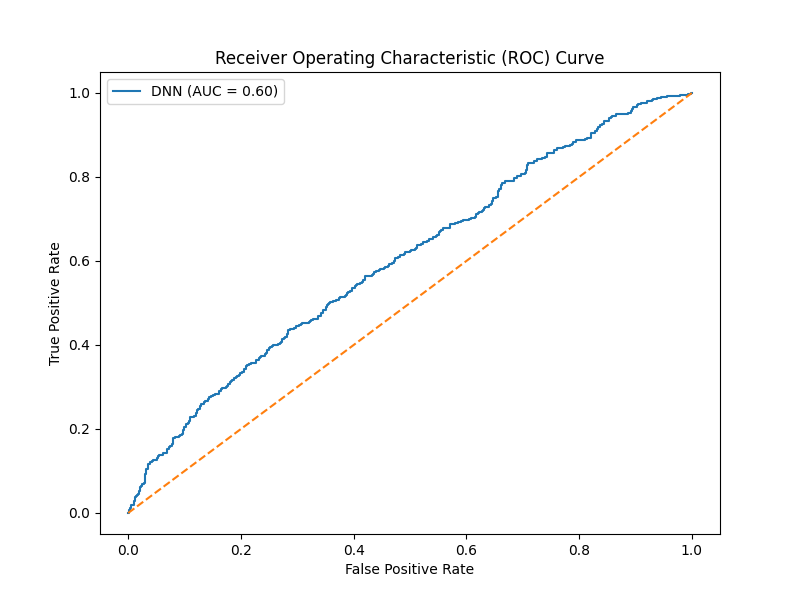 Receiver Operating Characteristic (ROC) Curve
DNN (AUC = 0.60)
True Positive Rate
1.0
0.8
0.6
0.4
0.2
0.0
0.0 0.2 0.4 0.6 0.8 1.0
False Positive Rate